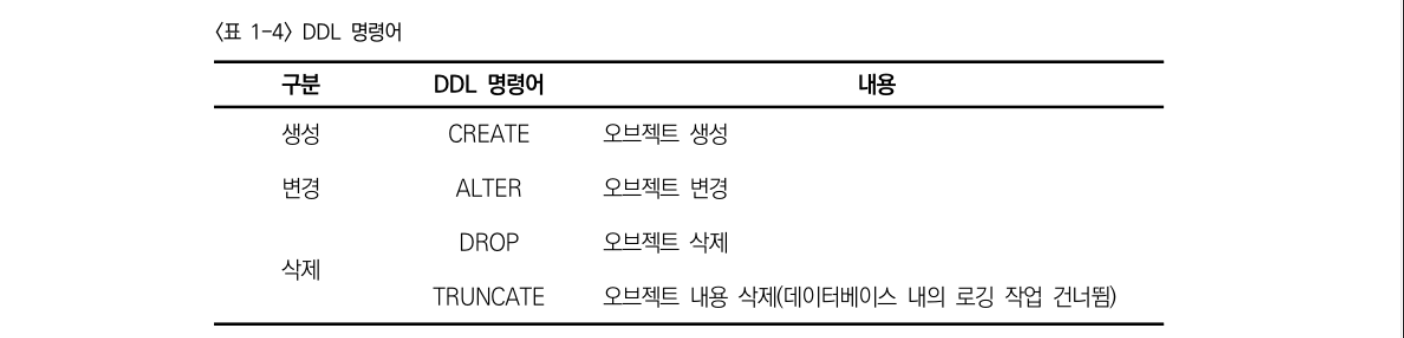 〈표 1-4〉 DDL 명령어
구분 DDL 명령어 내용
생성 CREATE 오브젝트 생성
변경 ALTER 오브젝트 변경
삭제 DROP 오브젝트 삭제
TRUNCATE 오브젝트 내용 삭제(데이터베이스 내의 로깅 작업 건너뜀)